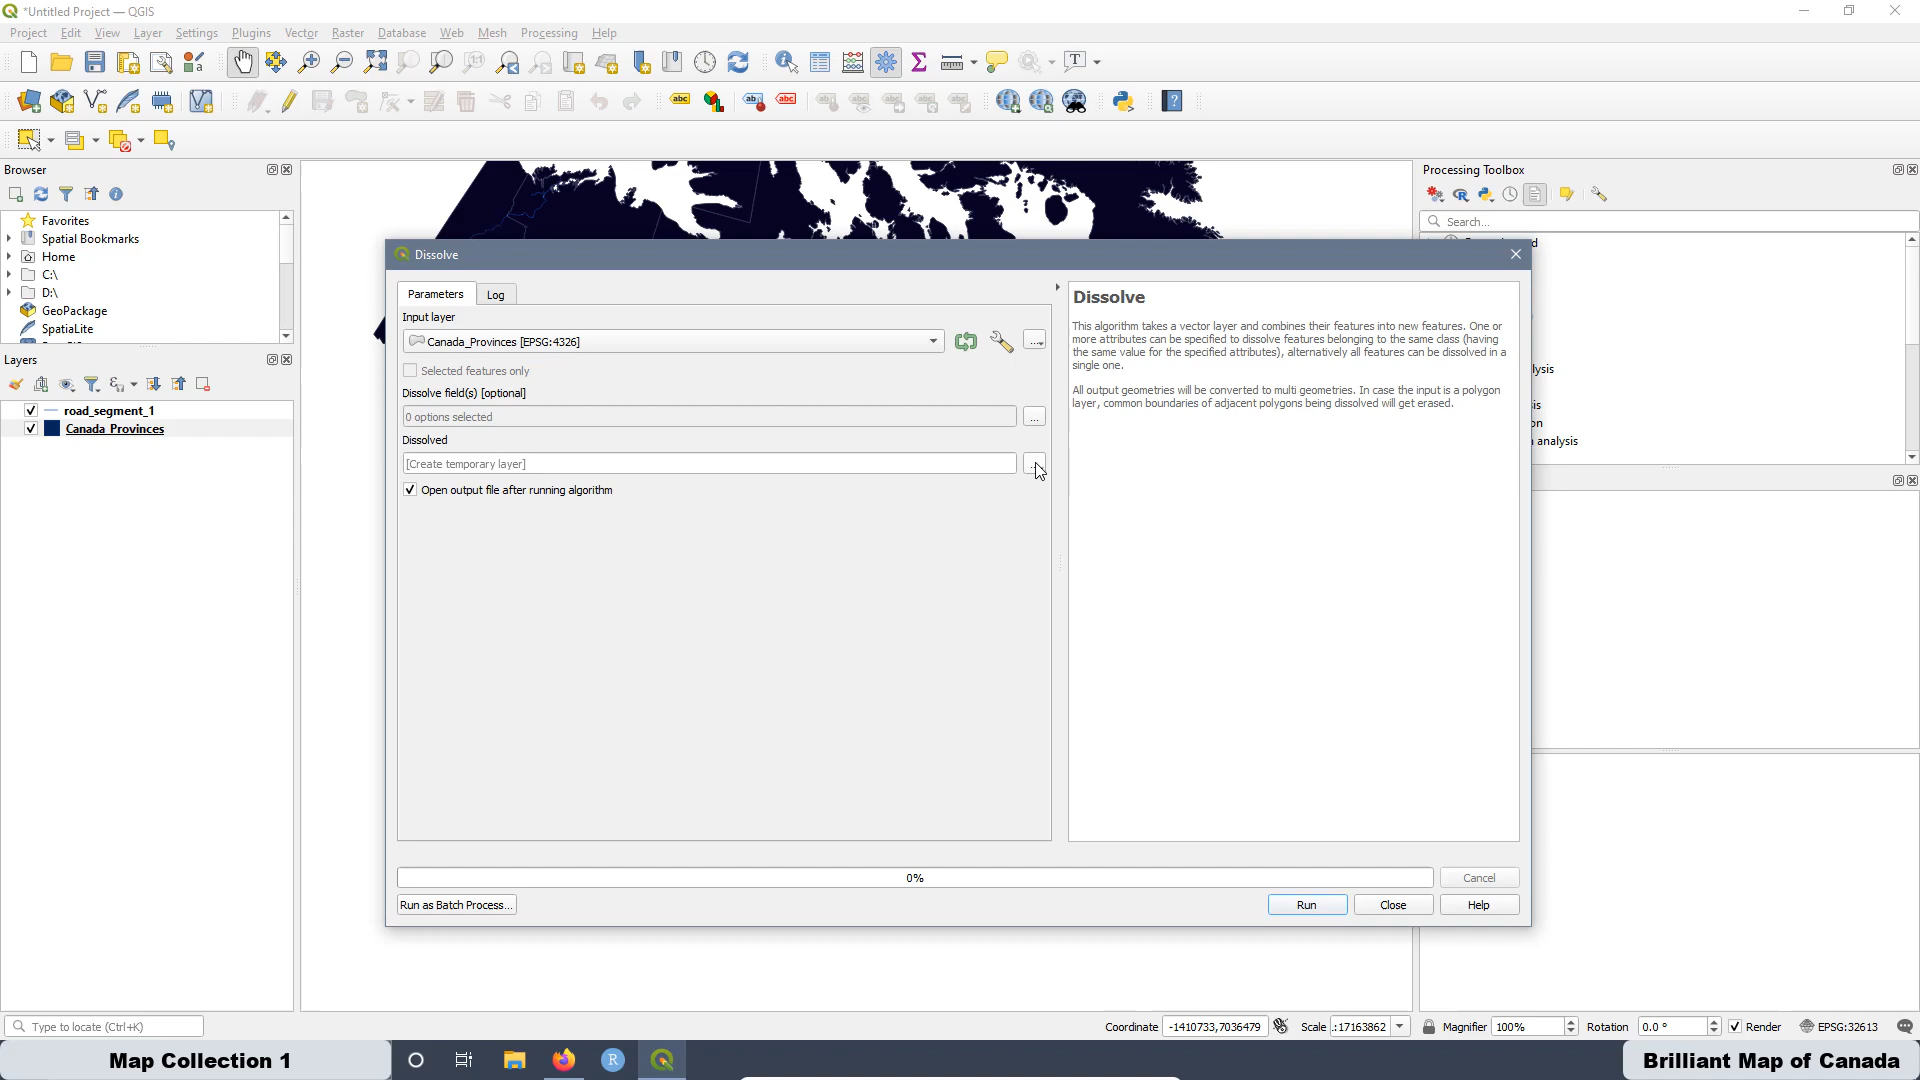 *Untitled Project — QGIS
Project Edit View Layer Settings Plugins Vector Raster Database Web Mesh Processing Help
Browser
Favorites
Spatial Bookmarks
Home
C:\
D:\
GeoPackage
SpatiaLite
Layers
road_segment_1
Canada_Provinces
Dissolve
Parameters Log
Input layer
Canada_Provinces [EPSG:4326]
Selected features only
Dissolve field(s) [optional]
0 options selected
Dissolved
[Create temporary layer]
Open output file after running algorithm
Dissolve
This algorithm takes a vector layer and combines their features into new features. One or
more attributes can be specified to dissolve features belonging to the same class (having
the same value for the specified attributes), alternatively all features can be dissolved in a
single one.
All output geometries will be converted to multi geometries. In case the input is a polygon
layer, common boundaries of adjacent polygons being dissolved will get erased.
0%
Cancel
Run as Batch Process...
Run Close Help
Processing Toolbox
Search...
Type to locate (Ctrl+K)
Coordinate -1410733,7036479 Scale .:17163862 Magnifier 100% Rotation 0.0 ° Render EPSG:32613
Map Collection 1
Brilliant Map of Canada